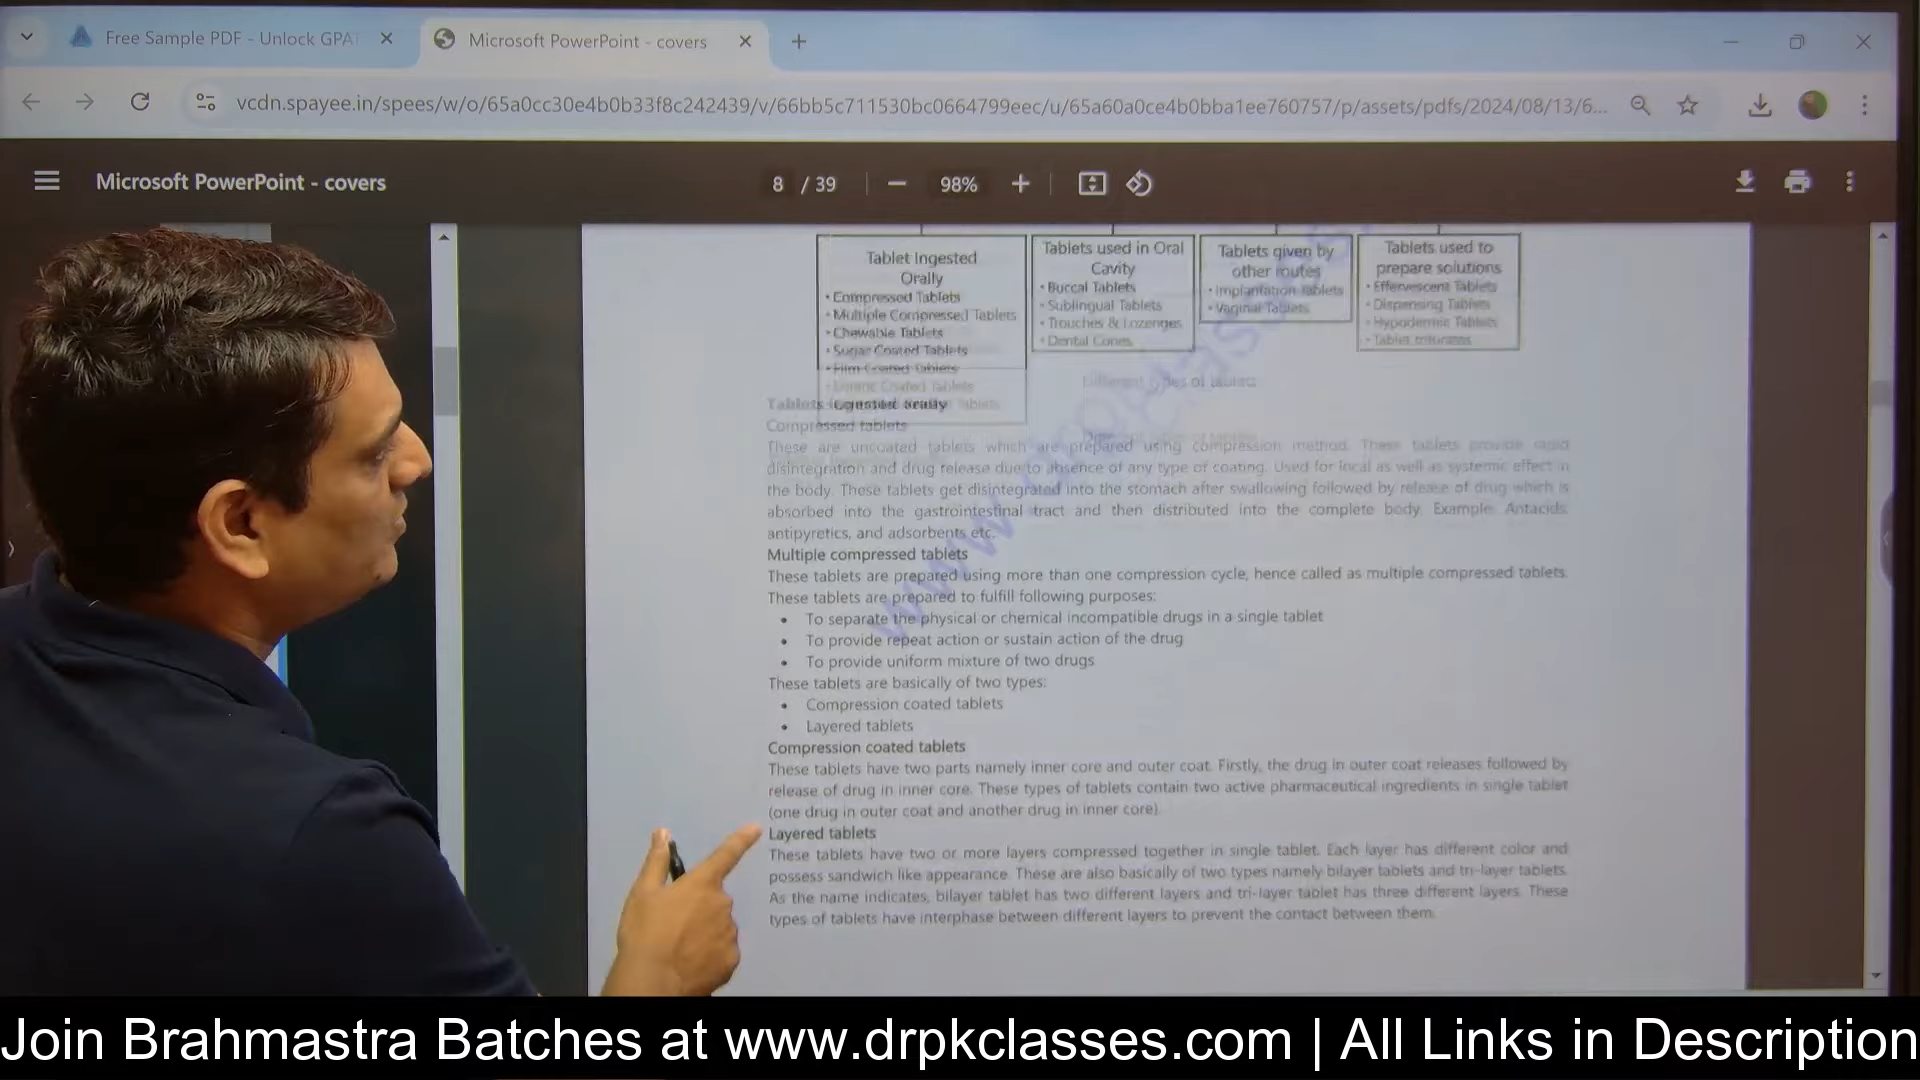 Free Sample PDF - Unlock GPAT
Microsoft PowerPoint - covers
vcdn.spayee.in/spees/w/o/65a0cc30e4b0b33f8c242439/v/66bb5c711530bc0664799eec/u/65a60a0ce4b0bba1ee760757/p/assets/pdfs/2024/08/13/6...
Microsoft PowerPoint - covers
8 / 39
98%
Tablet Ingested
Orally
• Compressed Tablets
• Multiple Compressed Tablets
• Chewable Tablets
• Sugar Coated Tablets
• Film Coated Tablets
Tablets used in Oral
Cavity
• Buccal Tablets
• Sublingual Tablets
• Trouches & Lozenges
• Dental Cones
Tablets given by
other routes
• Implantation Tablets
• Vaginal Tablets
Tablets used to
prepare solutions
• Effervescent Tablets
• Dispensing Tablets
• Hypodermic Tablets
• Tablet triturates
Different types of tablets
Tablets
Compressed tablets
These are uncoated tablets which are prepared using compression method. These tablets provide rapid
disintegration and drug release due to absence of any type of coating. Used for local as well as systemic effect in
the body. These tablets get disintegrated into the stomach after swallowing followed by release of drug which is
absorbed into the gastrointestinal tract and then distributed into the complete body. Example: Antacids,
antipyretics, and adsorbents etc.
Multiple compressed tablets
These tablets are prepared using more than one compression cycle, hence called as multiple compressed tablets.
These tablets are prepared to fulfill following purposes:
• To separate the physical or chemical incompatible drugs in a single tablet
• To provide repeat action or sustain action of the drug
• To provide uniform mixture of two drugs
These tablets are basically of two types:
• Compression coated tablets
• Layered tablets
Compression coated tablets
These tablets have two parts namely inner core and outer coat. Firstly, the drug in outer coat releases followed by
release of drug in inner core. These types of tablets contain two active pharmaceutical ingredients in single tablet
(one drug in outer coat and another drug in inner core).
Layered tablets
These tablets have two or more layers compressed together in single tablet. Each layer has different color and
possess sandwich like appearance. These are also basically of two types namely bilayer tablets and tri-layer tablets.
As the name indicates, bilayer tablet has two different layers and tri-layer tablet has three different layers. These
types of tablets have interphase between different layers to prevent the contact between them.
Join Brahmastra Batches at www.drpkclasses.com | All Links in Description